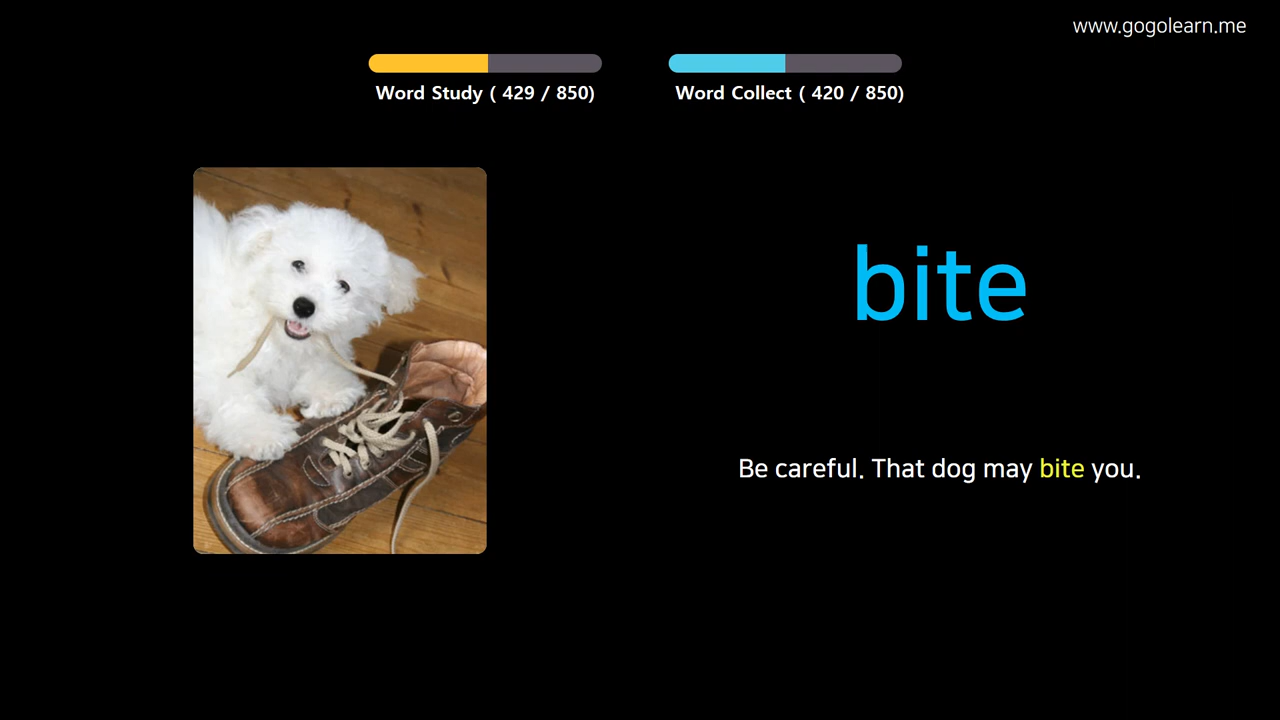 www.gogolearn.me
Word Study ( 429 / 850)
Word Collect ( 420 / 850)
bite
Be careful. That dog may bite you.